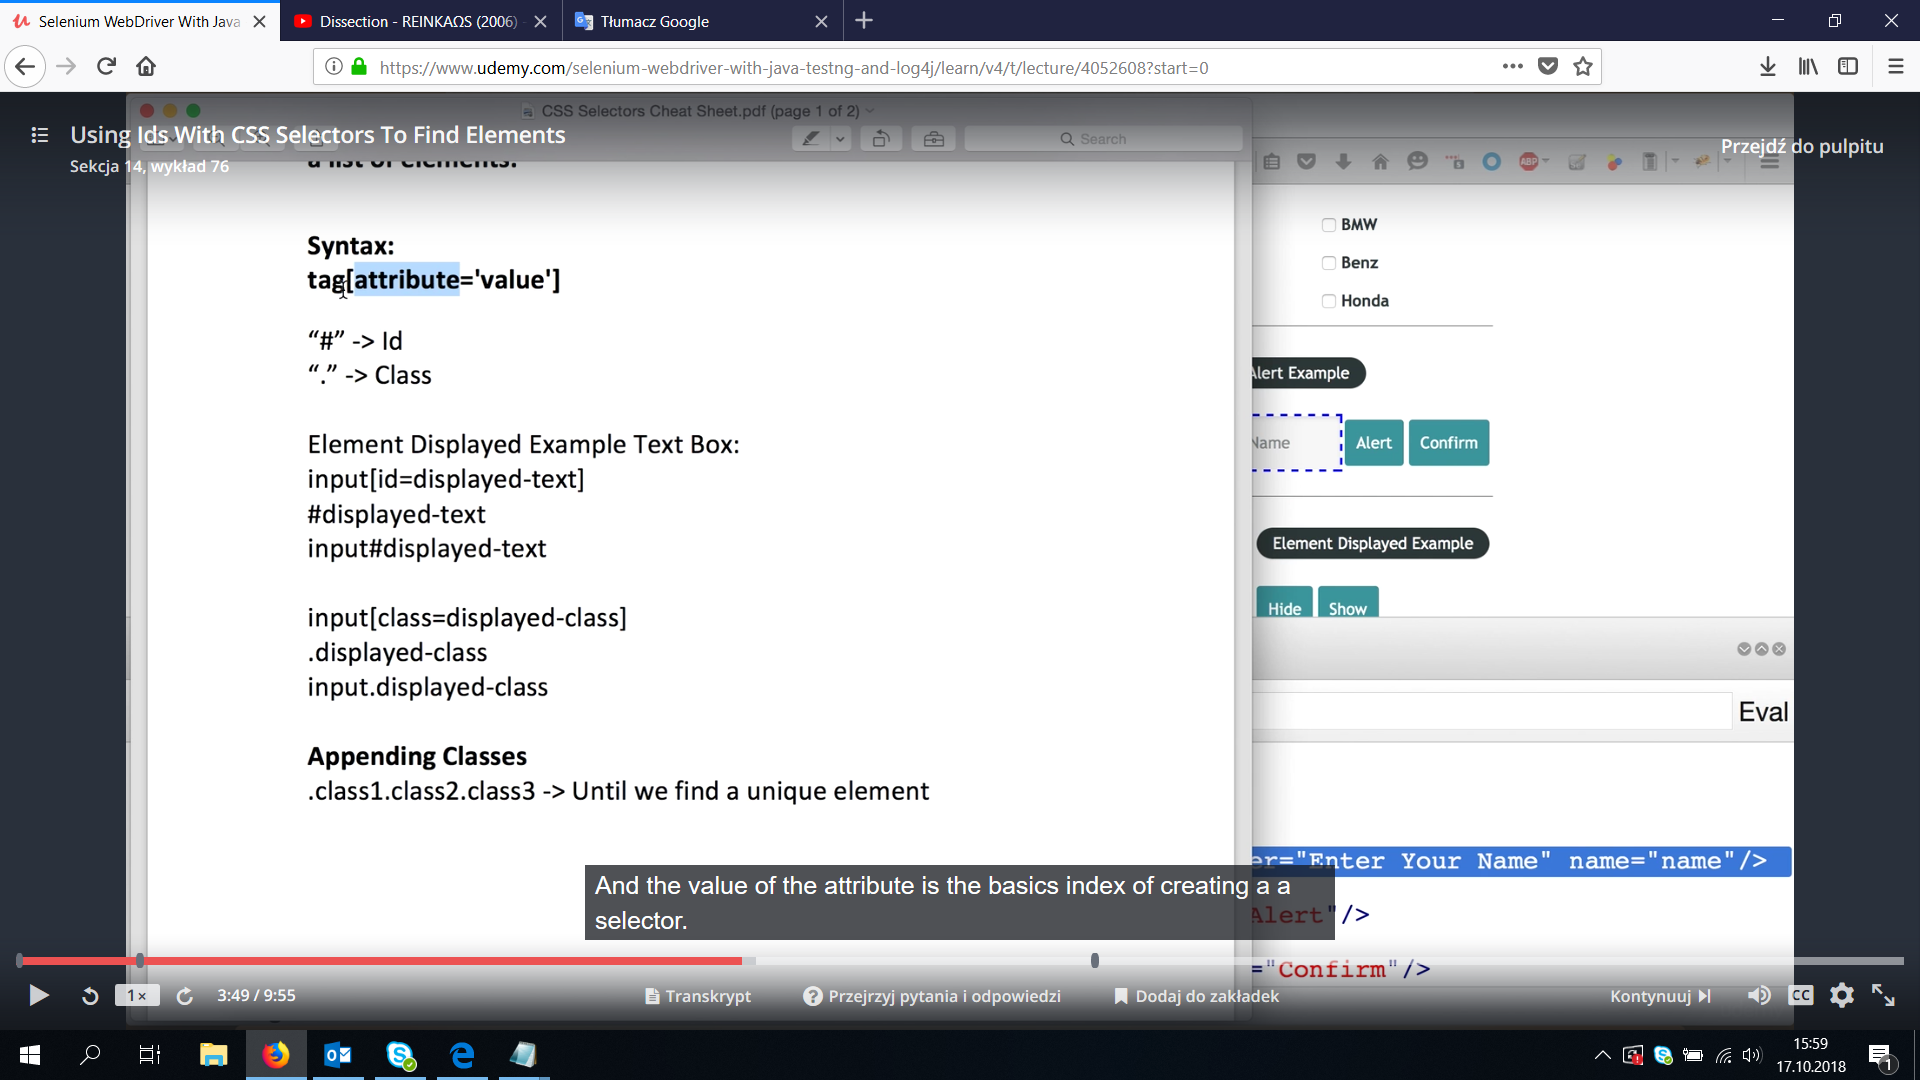 Selenium WebDriver With Java
Dissection - REINKAΩS (2006)
Tłumacz Google
https://www.udemy.com/selenium-webdriver-with-java-testng-and-log4j/learn/v4/t/lecture/4052608?start=0
CSS Selectors Cheat Sheet.pdf (page 1 of 2)
Using Ids With CSS Selectors To Find Elements
Search
Przejdź do pulpitu
Sekcja 14, wykład 76
a list of elements.
ABP
Syntax:
tag[attribute='value']
“#” -> Id
“.” -> Class
Element Displayed Example Text Box:
input[id=displayed-text]
#displayed-text
input#displayed-text
input[class=displayed-class]
.displayed-class
input.displayed-class
Appending Classes
.class1.class2.class3 -> Until we find a unique element
BMW
Benz
Honda
Alert Example
Name
Alert
Confirm
Element Displayed Example
Hide
Show
Eval
er="Enter Your Name" name="name"/>
Alert"/>
="Confirm"/>
And the value of the attribute is the basics index of creating a a
selector.
1×
3:49 / 9:55
Transkrypt
Przejrzyj pytania i odpowiedzi
Dodaj do zakładek
Kontynuuj
CC
15:59
17.10.2018
1